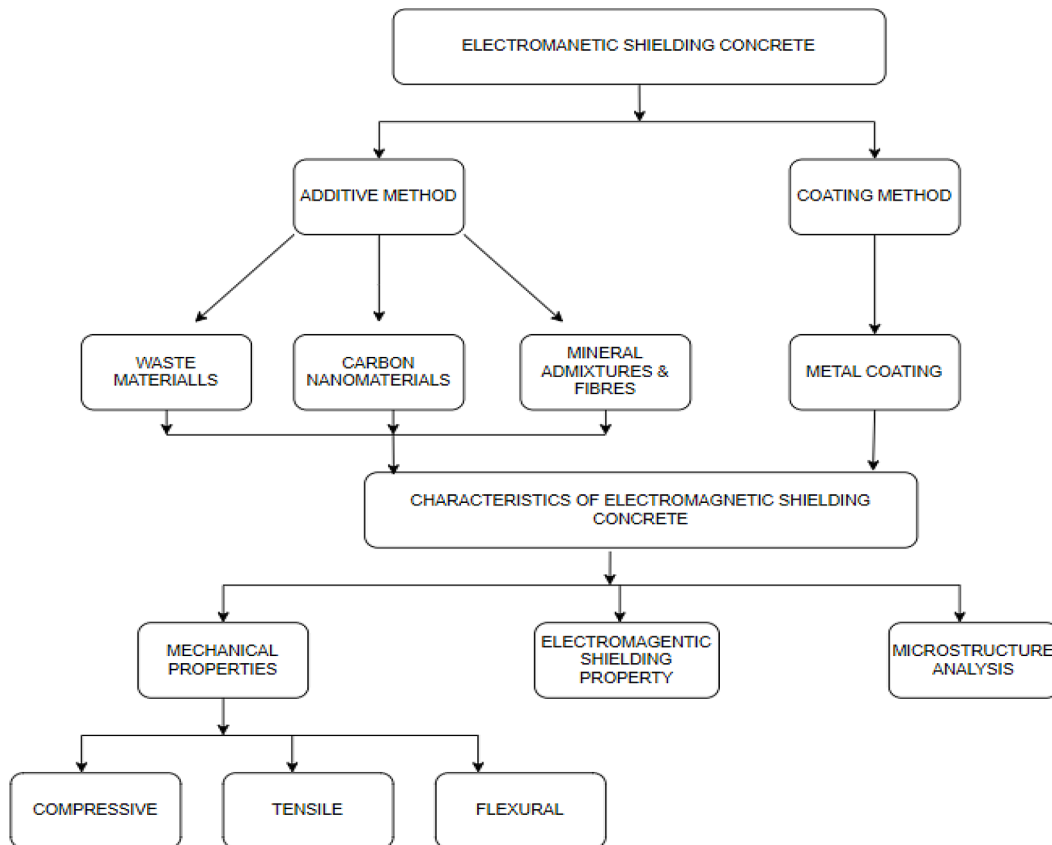 ELECTROMANETIC SHIELDING CONCRETE
ADDITIVE METHOD
COATING METHOD
WASTE
MATERIALLS
CARBON
NANOMATERIALS
MINERAL
ADMIXTURES &
FIBRES
METAL COATING
CHARACTERISTICS OF ELECTROMAGNETIC SHIELDING
CONCRETE
MECHANICAL
PROPERTIES
ELECTROMAGENTIC
SHIELDING
PROPERTY
MICROSTRUCTURE
ANALYSIS
COMPRESSIVE
TENSILE
FLEXURAL